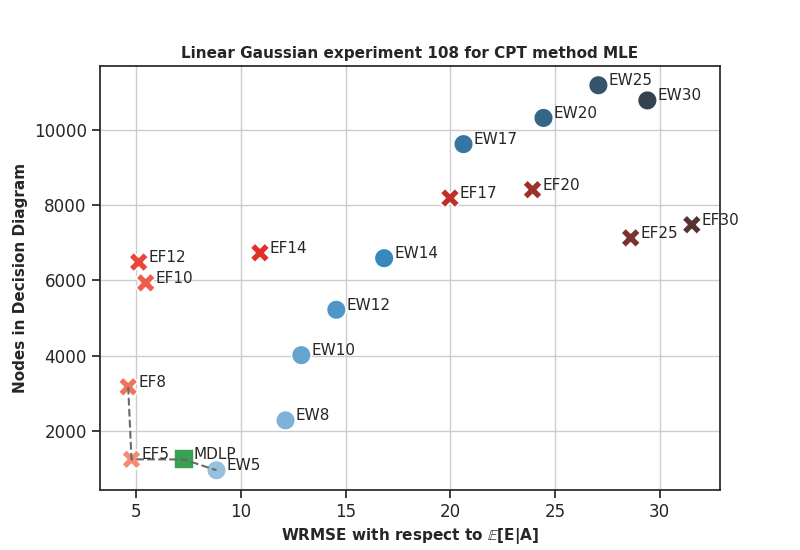 Linear Gaussian experiment 108 for CPT method MLE
Nodes in Decision Diagram
10000
8000
6000
4000
2000
EW25
EW30
EW20
EW17
EF20
EF17
EF30
EF25
EF14
EW14
EF12
EF10
EW12
EW10
EF8
EW8
EF5
MDLP
EW5
5
10
15
20
25
30
WRMSE with respect to 𝔼[E|A]